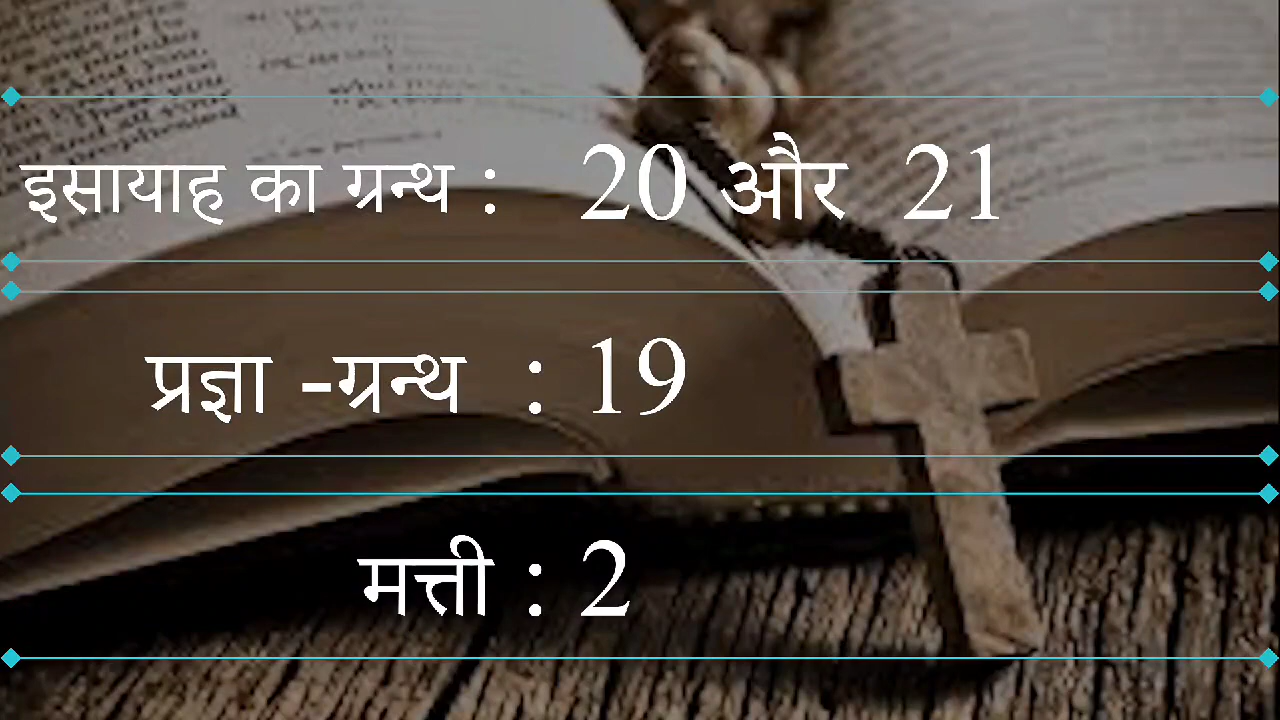 इसायाह का ग्रन्थ : 20 और 21
प्रज्ञा -ग्रन्थ : 19
मत्ती : 2